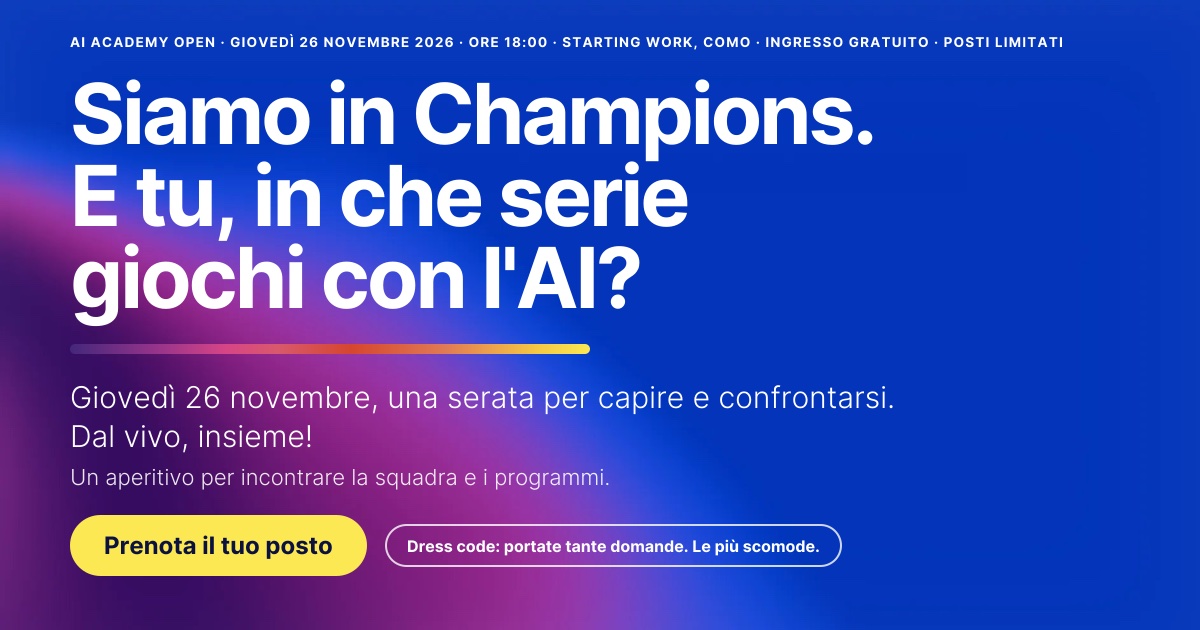 AI ACADEMY OPEN · GIOVEDÌ 26 NOVEMBRE 2026 · ORE 18:00 · STARTING WORK, COMO · INGRESSO GRATUITO · POSTI LIMITATI
Siamo in Champions.
E tu, in che serie
giochi con l'AI?
Giovedì 26 novembre, una serata per capire e confrontarsi.
Dal vivo, insieme!
Un aperitivo per incontrare la squadra e i programmi.
Prenota il tuo posto
Dress code: portate tante domande. Le più scomode.